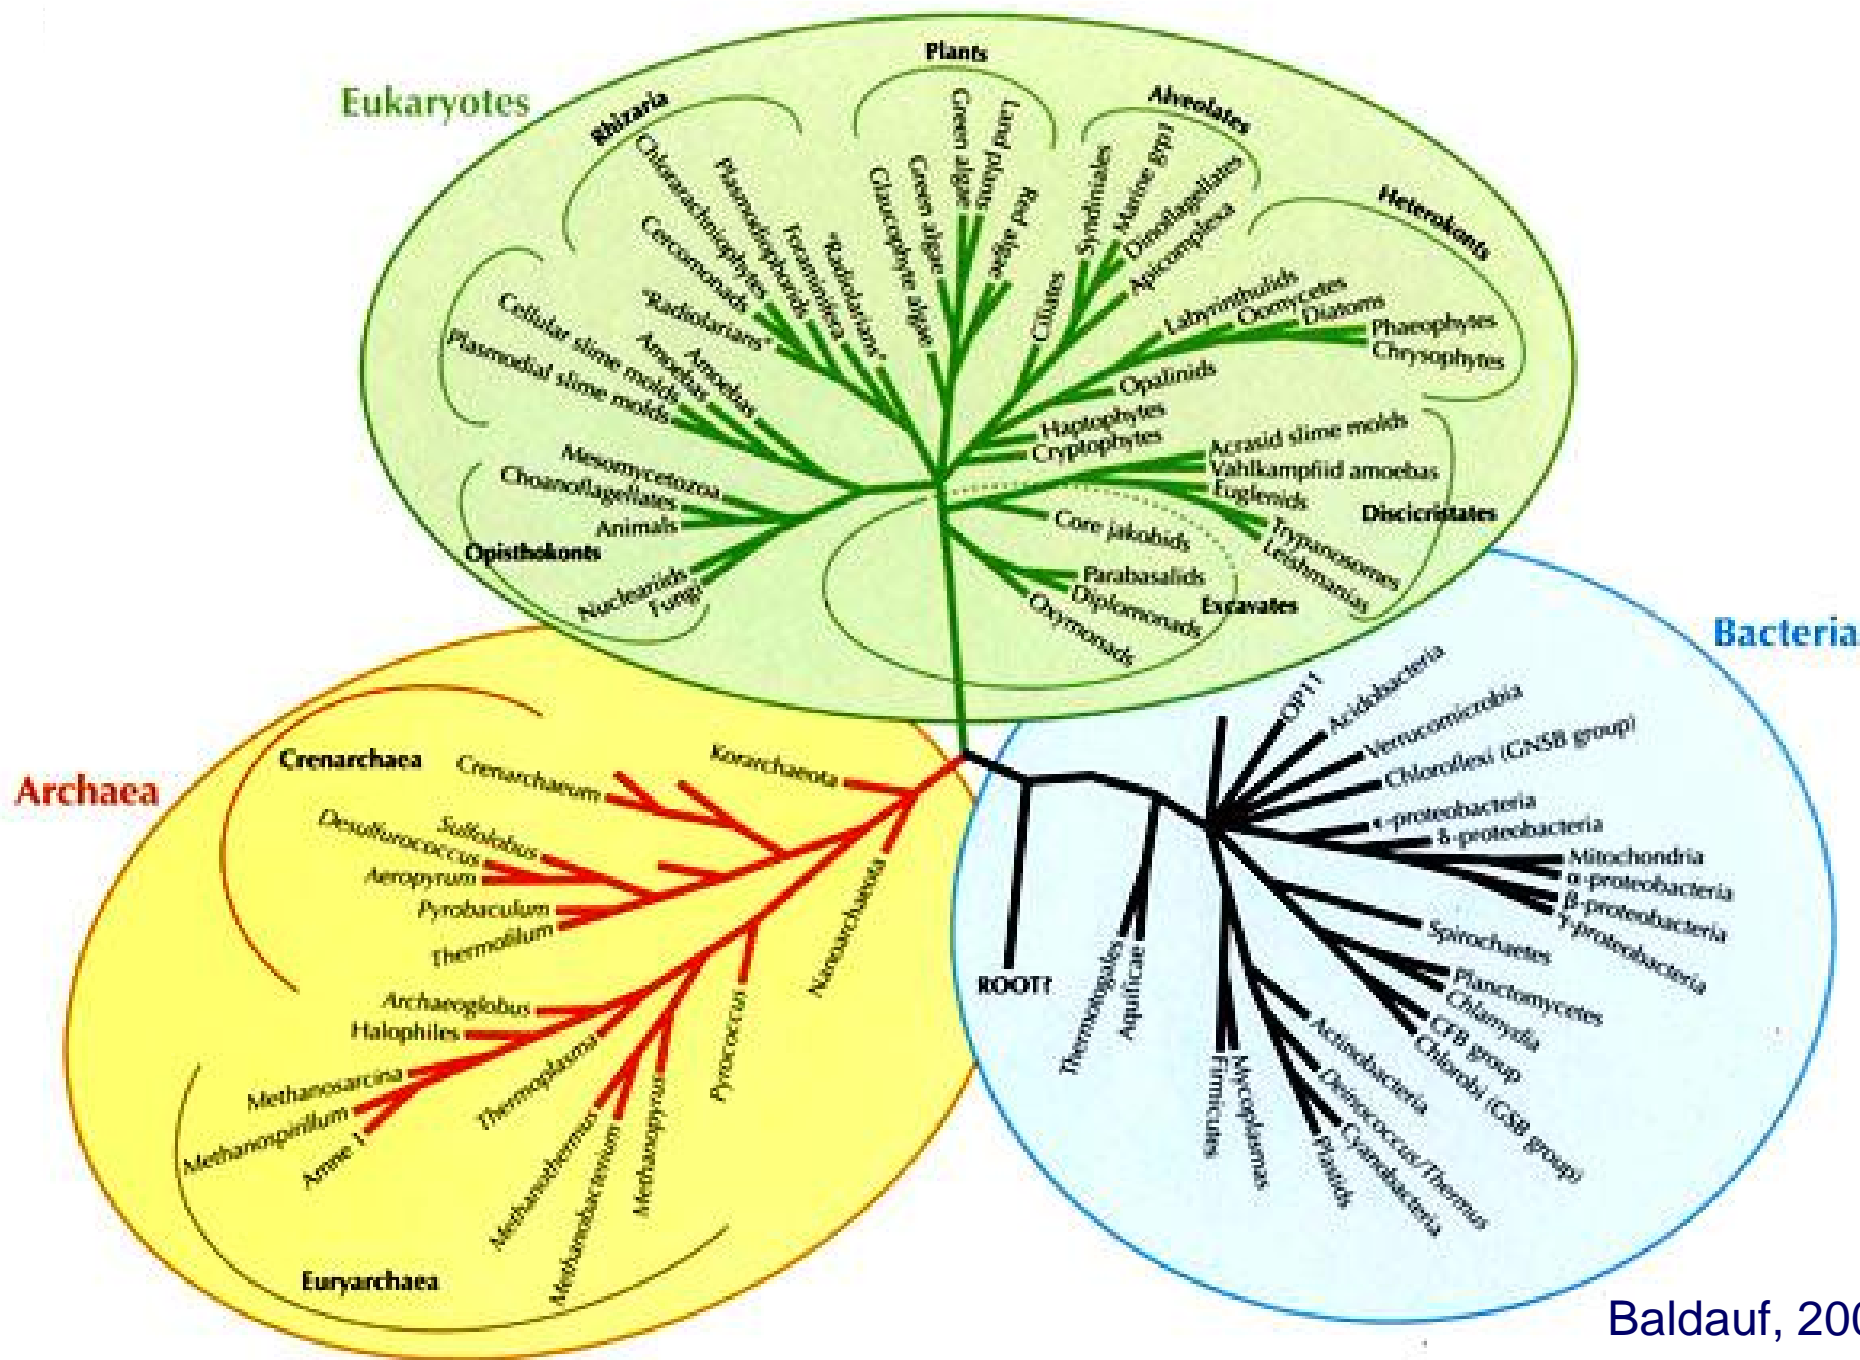 Eukaryotes
Plants
Rhizaria
Alveolates
Heterokonts
Chlorarachniophytes
Plasmodiophorids
Foraminifera
"Radiolarians"
Cercomonads
"Radiolarians"
Glaucophyte algae
Green algae
Green algae
Land plants
Red algae
Ciliates
Syndiniales
Marine grp1
Dinoflagellates
Apicomplexa
Labyrinthulids
Oomycetes
Diatoms
Phaeophytes
Chrysophytes
Opalinids
Haptophytes
Cryptophytes
Cellular slime molds
Plasmodial slime molds
Amoebas
Amoebas
Mesomycetozoa
Choanoflagellates
Animals
Opisthokonts
Nucleariids
Fungi
Acrasid slime molds
Vahlkampfiid amoebas
Euglenids
Discicristates
Trypanosomes
Leishmanias
Core jakobids
Parabasalids
Diplomonads
Oxymonads
Excavates
Bacteria
OP11
Acidobacteria
Verrucomicrobia
Chloroflexi (GNSB group)
ε-proteobacteria
δ-proteobacteria
Mitochondria
α-proteobacteria
β-proteobacteria
γ-proteobacteria
Spirochaetes
Planctomycetes
Chlamydia
CFB group
Chlorobi (GSB group)
Actinobacteria
Deinococcus/Thermus
Cyanobacteria
Plastids
Mycoplasmas
Firmicutes
Aquificae
Thermotogales
ROOT?
Archaea
Crenarchaea
Crenarchaeum
Korarchaeota
Desulfurococcus
Sulfolobus
Aeropyrum
Pyrobaculum
Thermofilum
Nanoarchaeota
Archaeoglobus
Halophiles
Methanosarcina
Methanospirillum
Anme 1
Thermoplasma
Methanothermus
Methanobacterium
Methanopyrus
Pyrococcus
Euryarchaea
Baldauf, 200